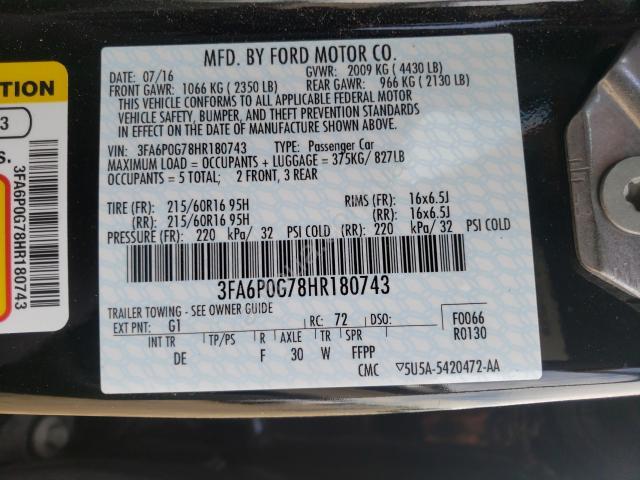 MFD. BY FORD MOTOR CO.
DATE: 07/16 GVWR: 2009 KG ( 4430 LB)
FRONT GAWR: 1066 KG ( 2350 LB) REAR GAWR: 966 KG ( 2130 LB)
THIS VEHICLE CONFORMS TO ALL APPLICABLE FEDERAL MOTOR
VEHICLE SAFETY, BUMPER, AND THEFT PREVENTION STANDARDS
IN EFFECT ON THE DATE OF MANUFACTURE SHOWN ABOVE.
VIN: 3FA6P0G78HR180743 TYPE: Passenger Car
MAXIMUM LOAD = OCCUPANTS + LUGGAGE = 375KG/ 827LB
OCCUPANTS = 5 TOTAL: 2 FRONT, 3 REAR
TIRE (FR): 215/60R16 95H RIMS (FR): 16x6.5J
(RR): 215/60R16 95H (RR): 16x6.5J
PRESSURE (FR): 220 kPa/ 32 PSI COLD (RR): 220 kPa/ 32 PSI COLD
3FA6P0G78HR180743
TRAILER TOWING - SEE OWNER GUIDE
EXT PNT: G1 RC: 72 DSO: F0066
R0130
INT TR TP/PS R AXLE TR SPR
DE F 30 W FFPP
CMC ▽5U5A-5420472-AA
TION
3
S.
3FA6P0G78HR180743